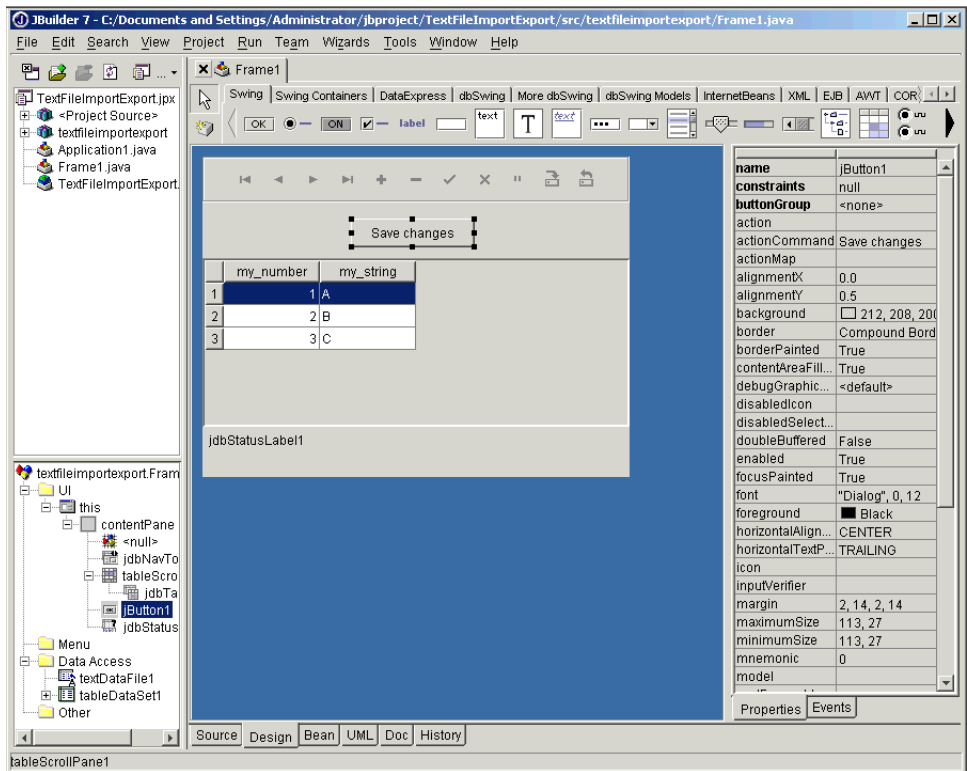 JBuilder 7 - C:/Documents and Settings/Administrator/jbproject/TextFileImportExport/src/textfileimportexport/Frame1.java
File Edit Search View Project Run Team Wizards Tools Window Help
Frame1
TextFileImportExport.jpx
<Project Source>
textfileimportexport
Application1.java
Frame1.java
TextFileImportExport.
Swing Swing Containers DataExpress dbSwing More dbSwing dbSwing Models InternetBeans XML EJB AWT COR
OK ON label text T text
Save changes
my_number my_string
1 1 A
2 2 B
3 3 C
jdbStatusLabel1
name jButton1
constraints null
buttonGroup <none>
action
actionCommand Save changes
actionMap
alignmentX 0.0
alignmentY 0.5
background 212, 208, 200
border Compound Bord
borderPainted True
contentAreaFill... True
debugGraphic... <default>
disabledIcon
disabledSelect...
doubleBuffered False
enabled True
focusPainted True
font "Dialog", 0, 12
foreground Black
horizontalAlign... CENTER
horizontalTextP... TRAILING
icon
inputVerifier
margin 2, 14, 2, 14
maximumSize 113, 27
minimumSize 113, 27
mnemonic 0
model
Properties Events
textfileimportexport.Fram
UI
this
contentPane
<null>
jdbNavTo
tableScro
jdbTa
jButton1
jdbStatus
Menu
Data Access
textDataFile1
tableDataSet1
Other
Source Design Bean UML Doc History
tableScrollPane1